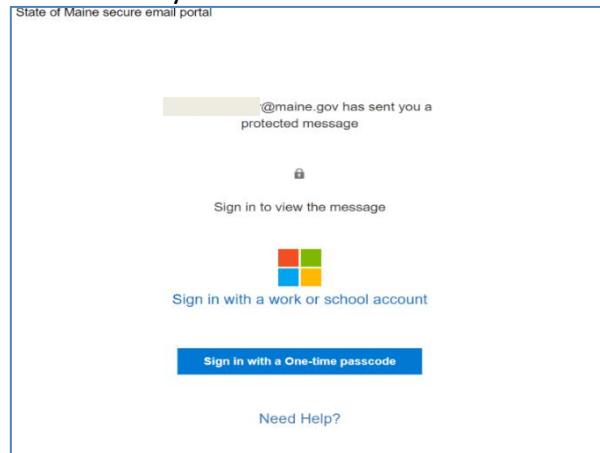 State of Maine secure email portal
@maine.gov has sent you a
protected message
Sign in to view the message
Sign in with a work or school account
Sign in with a One-time passcode
Need Help?